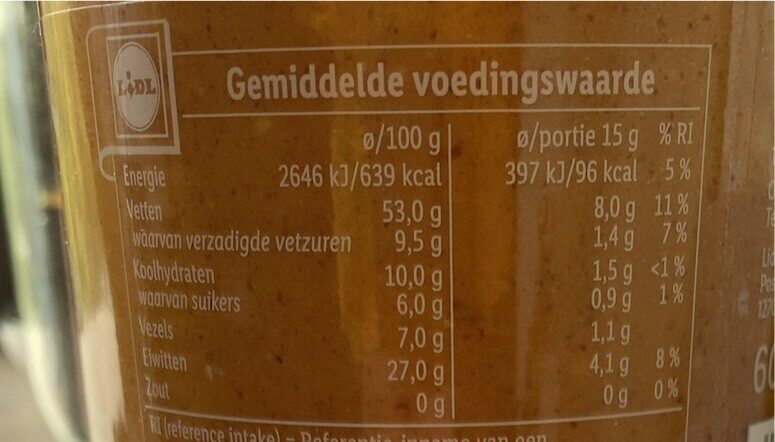 LIDL
Gemiddelde voedingswaarde
ø/100 g ø/portie 15 g % RI
Energie 2646 kJ/639 kcal 397 kJ/96 kcal 5 %
Vetten 53,0 g 8,0 g 11 %
waarvan verzadigde vetzuren 9,5 g 1,4 g 7 %
Koolhydraten 10,0 g 1,5 g <1 %
waarvan suikers 6,0 g 0,9 g 1 %
Vezels 7,0 g 1,1 g
Eiwitten 27,0 g 4,1 g 8 %
Zout 0 g 0 g 0 %
RI (reference intake) = Referentie-inname van een